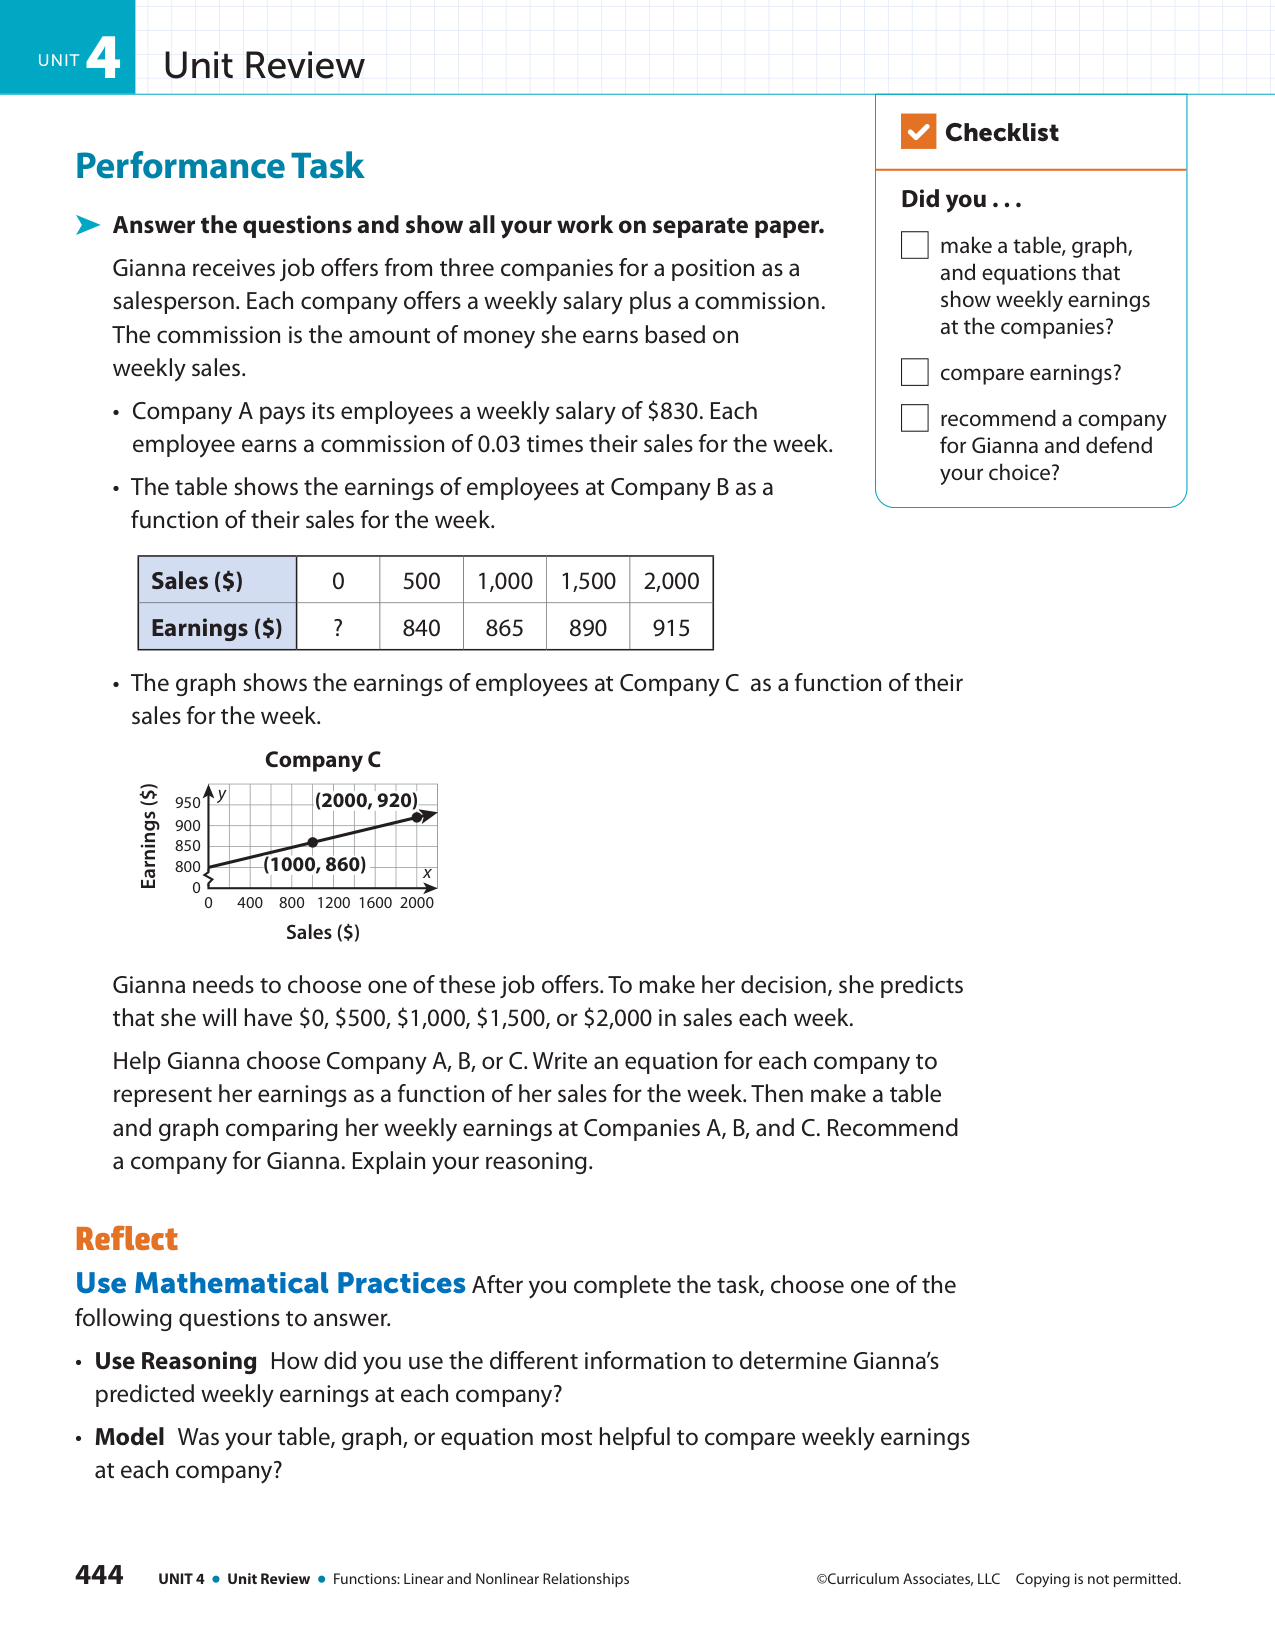 UNIT 4 Unit Review
Performance Task
Answer the questions and show all your work on separate paper.
Gianna receives job offers from three companies for a position as a
salesperson. Each company offers a weekly salary plus a commission.
The commission is the amount of money she earns based on
weekly sales.
• Company A pays its employees a weekly salary of $830. Each
employee earns a commission of 0.03 times their sales for the week.
• The table shows the earnings of employees at Company B as a
function of their sales for the week.
Sales ($) 0 500 1,000 1,500 2,000
Earnings ($) ? 840 865 890 915
• The graph shows the earnings of employees at Company C as a function of their
sales for the week.
Company C
Earnings ($)
y
950
900
850
800
0
(2000, 920)
(1000, 860)
x
0 400 800 1200 1600 2000
Sales ($)
Gianna needs to choose one of these job offers. To make her decision, she predicts
that she will have $0, $500, $1,000, $1,500, or $2,000 in sales each week.
Help Gianna choose Company A, B, or C. Write an equation for each company to
represent her earnings as a function of her sales for the week. Then make a table
and graph comparing her weekly earnings at Companies A, B, and C. Recommend
a company for Gianna. Explain your reasoning.
Checklist
Did you . . .
make a table, graph,
and equations that
show weekly earnings
at the companies?
compare earnings?
recommend a company
for Gianna and defend
your choice?
Reflect
Use Mathematical Practices After you complete the task, choose one of the
following questions to answer.
• Use Reasoning How did you use the different information to determine Gianna’s
predicted weekly earnings at each company?
• Model Was your table, graph, or equation most helpful to compare weekly earnings
at each company?
444 UNIT 4 • Unit Review • Functions: Linear and Nonlinear Relationships
©Curriculum Associates, LLC Copying is not permitted.